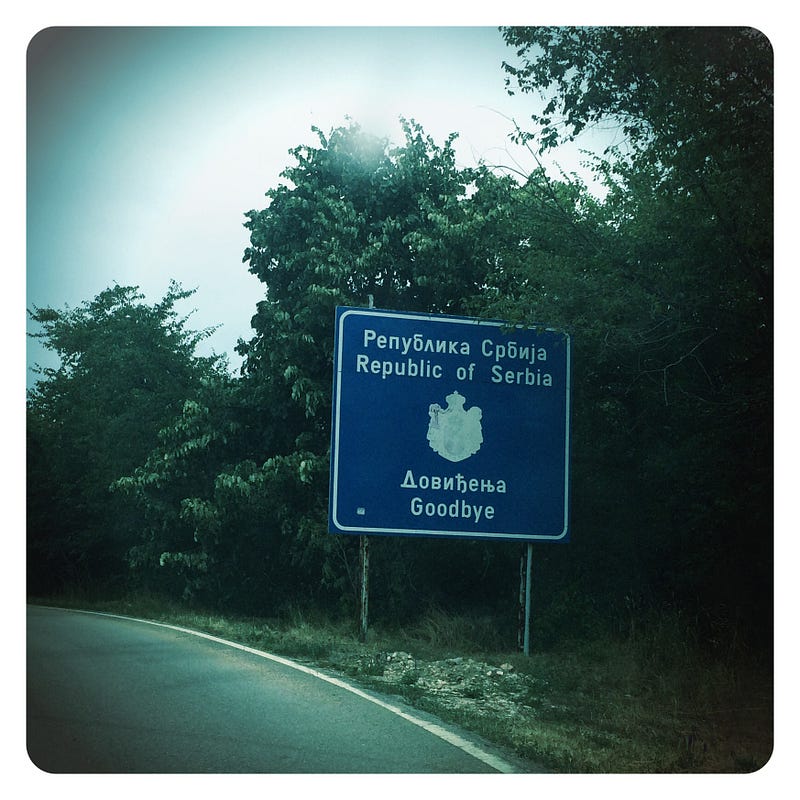 Република Србија
Republic of Serbia
Довиђења
Goodbye